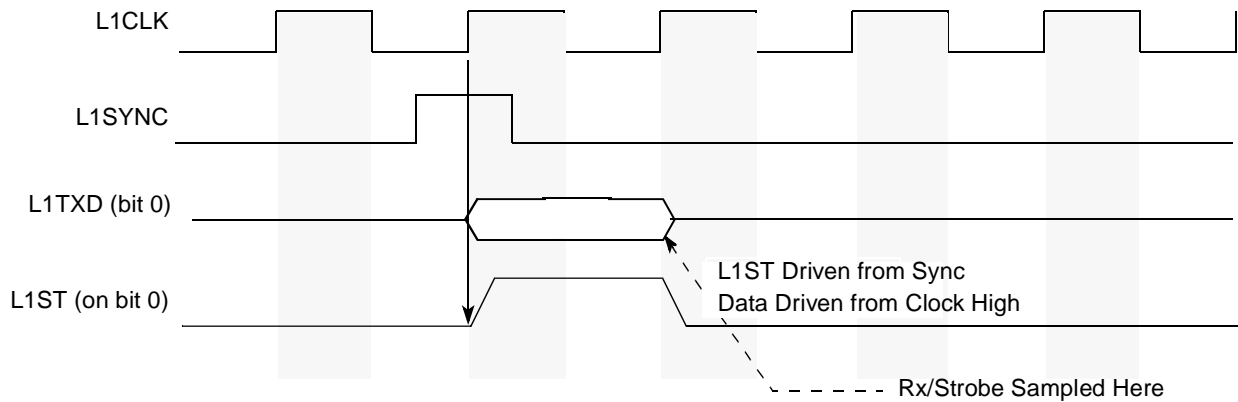 L1CLK
L1SYNC
L1TXD (bit 0)
L1ST (on bit 0)
L1ST Driven from Sync
Data Driven from Clock High
Rx/Strobe Sampled Here